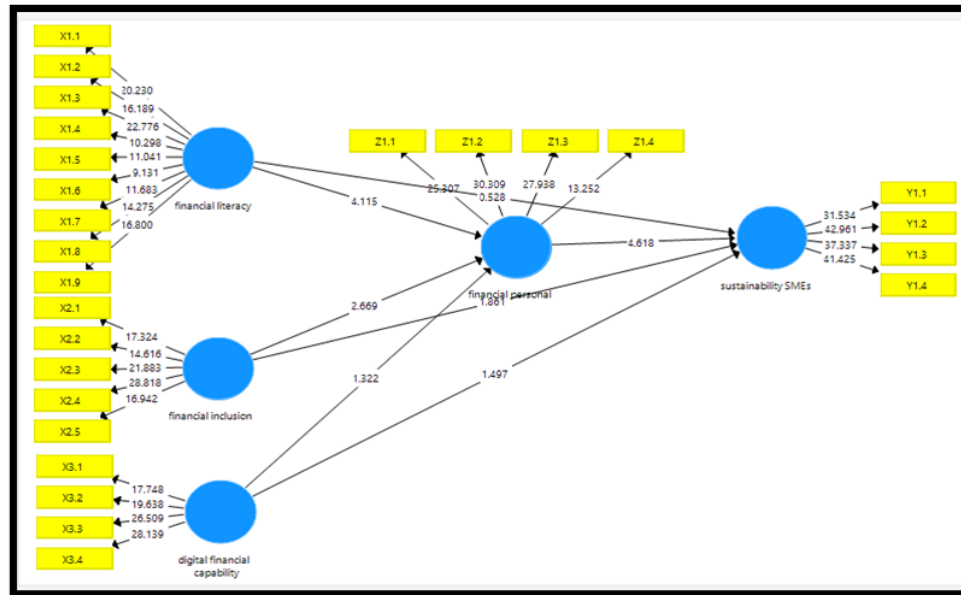 X1.1
X1.2
X1.3
X1.4
X1.5
X1.6
X1.7
X1.8
X1.9
20.230
16.189
22.776
10.298
11.041
9.131
11.683
14.275
16.800
financial literacy
X2.1
X2.2
X2.3
X2.4
X2.5
17.324
14.616
21.883
28.818
16.942
financial inclusion
X3.1
X3.2
X3.3
X3.4
17.748
19.638
26.509
28.139
digital financial
capability
Z1.1
Z1.2
Z1.3
Z1.4
25.307
30.309
27.938
13.252
0.528
4.115
2.669
1.322
financial personal
4.618
1.861
1.497
sustainability SMEs
31.534
42.961
37.337
41.425
Y1.1
Y1.2
Y1.3
Y1.4